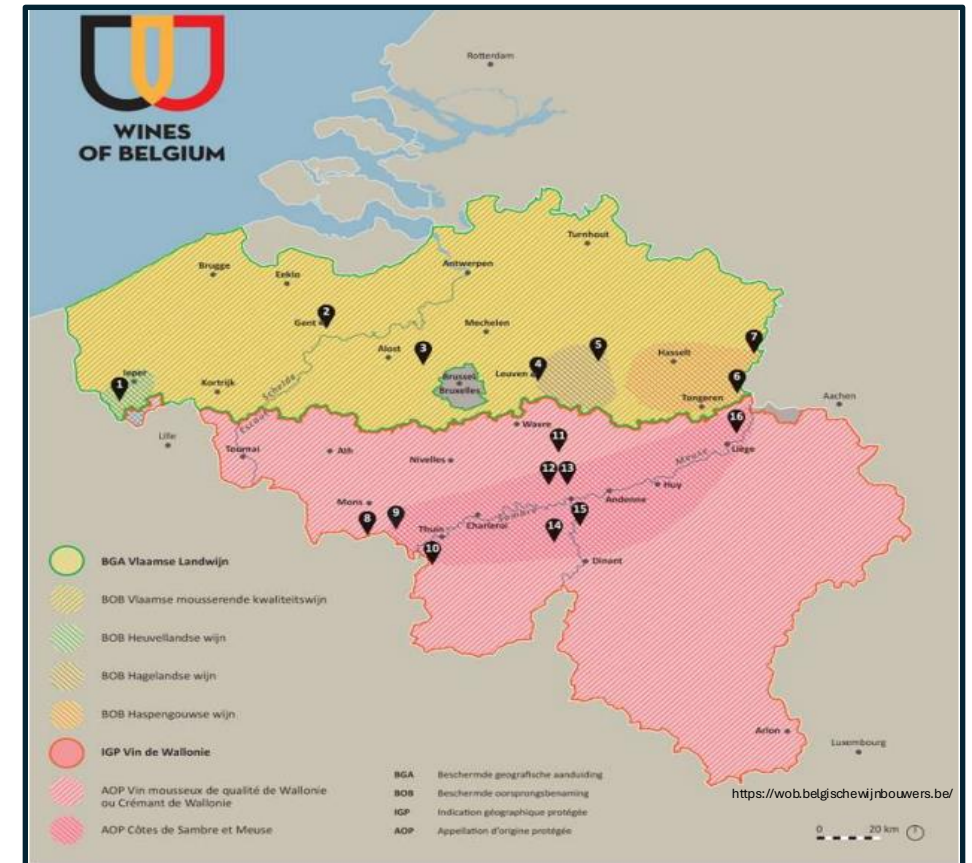 WINES
OF BELGIUM
Rotterdam
Turnhout
Brugge
Antwerpen
Eeklo
2
Gent
Mechelen
3
Alost
7
5
Hasselt
4
Leuven
Brussel
Bruxelles
Schelde
Ieper
1
Kortrijk
6
Tongeren
Aachen
Escaut
Lille
Wavre
16
Tournai
Ath
11
Nivelles
Liège
Meuse
12
13
Huy
Andenne
Mons
8
9
Sambre
15
Thuin
Charleroi
14
10
Dinant
Arlon
Luxembourg
BGA Vlaamse Landwijn
BOB Vlaamse mousserende kwaliteitswijn
BOB Heuvellandse wijn
BOB Hagelandse wijn
BOB Haspengouwse wijn
IGP Vin de Wallonie
AOP Vin mousseux de qualité de Wallonie
ou Crémant de Wallonie
AOP Côtes de Sambre et Meuse
BGA Beschermde geografische aanduiding
BOB Beschermde oorsprongsbenaming
IGP Indication géographique protégée
AOP Appellation d'origine protégée
https://wob.belgischewijnbouwers.be/
0 20 km